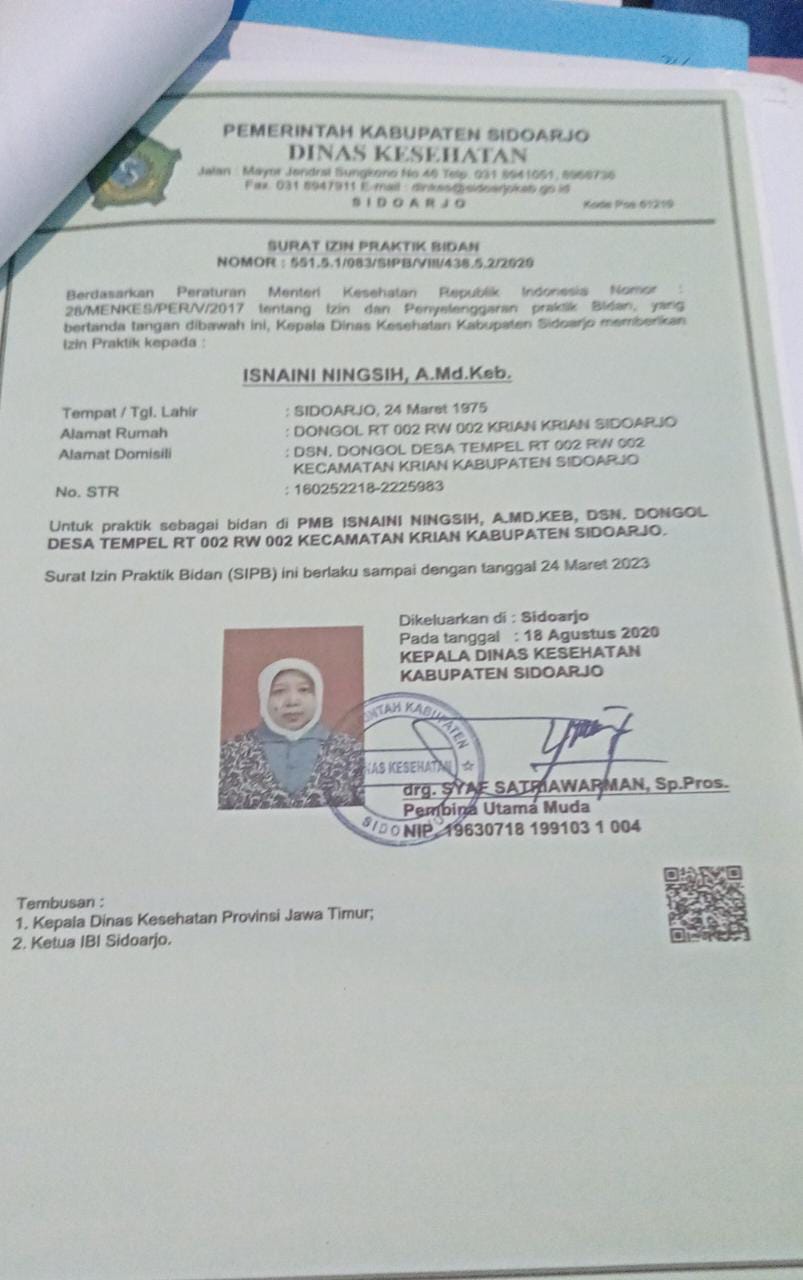 PEMERINTAH KABUPATEN SIDOARJO
DINAS KESEHATAN
Jalan : Mayor Jendral Sungkono No 46 Telp. 031 8941051, 8966736
Fax. 031 8947911 E-mail : dinkes@sidoarjokab.go.id
SIDOARJO Kode Pos 61219
SURAT IZIN PRAKTIK BIDAN
NOMOR : 551.5.1/083/SIPB/VIII/438.5.2/2020
Berdasarkan Peraturan Menteri Kesehatan Republik Indonesia Nomor :
28/MENKES/PER/V/2017 tentang Izin dan Penyelenggaran praktik Bidan, yang
bertanda tangan dibawah ini, Kepala Dinas Kesehatan Kabupaten Sidoarjo memberikan
Izin Praktik kepada :
ISNAINI NINGSIH, A.Md.Keb.
Tempat / Tgl. Lahir : SIDOARJO, 24 Maret 1975
Alamat Rumah : DONGOL RT 002 RW 002 KRIAN KRIAN SIDOARJO
Alamat Domisili : DSN. DONGOL DESA TEMPEL RT 002 RW 002
KECAMATAN KRIAN KABUPATEN SIDOARJO
No. STR : 160252218-2225983
Untuk praktik sebagai bidan di PMB ISNAINI NINGSIH, A.MD.KEB, DSN. DONGOL
DESA TEMPEL RT 002 RW 002 KECAMATAN KRIAN KABUPATEN SIDOARJO.
Surat Izin Praktik Bidan (SIPB) ini berlaku sampai dengan tanggal 24 Maret 2023
Dikeluarkan di : Sidoarjo
Pada tanggal : 18 Agustus 2020
KEPALA DINAS KESEHATAN
KABUPATEN SIDOARJO
NTAH KABUPATEN
NAS KESEHATAN
SIDO
drg. SYAF SATRIAWARMAN, Sp.Pros.
Pembina Utama Muda
NIP. 19630718 199103 1 004
Tembusan :
1. Kepala Dinas Kesehatan Provinsi Jawa Timur;
2. Ketua IBI Sidoarjo.